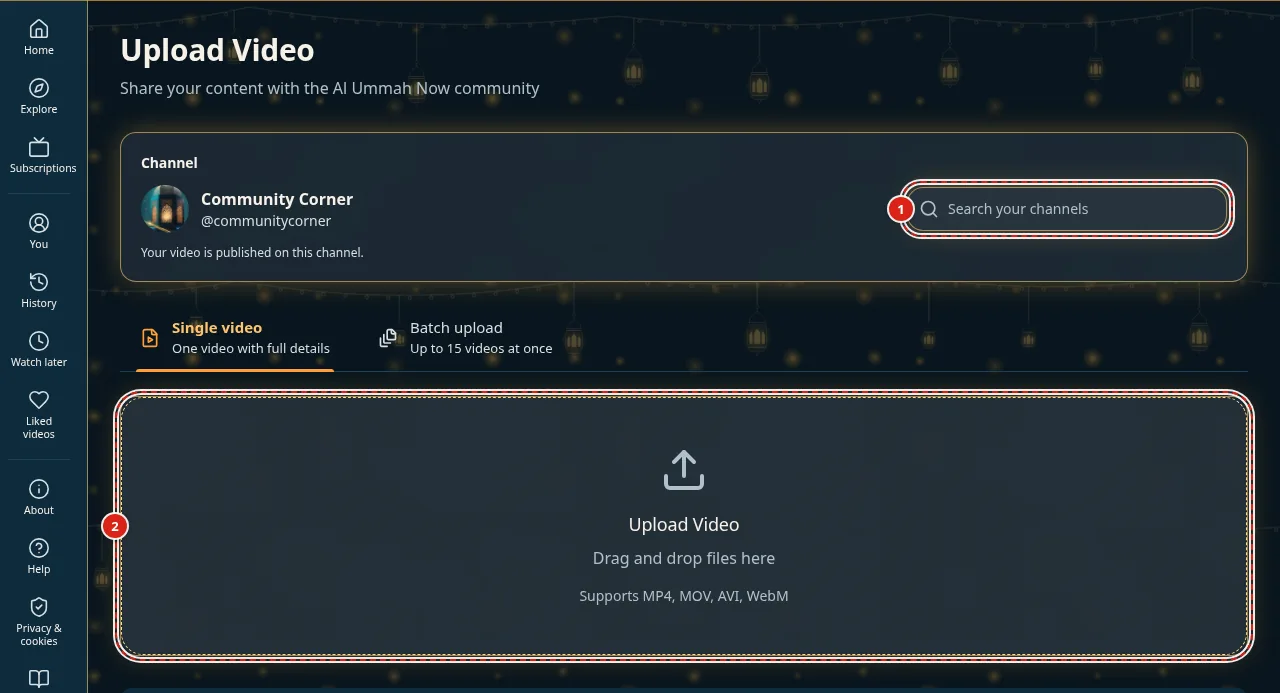 Home
Explore
Subscriptions
You
History
Watch later
Liked
videos
About
Help
Privacy &
cookies
Upload Video
Share your content with the Al Ummah Now community
Channel
Community Corner
@communitycorner
Your video is published on this channel.
1
Search your channels
Single video
One video with full details
Batch upload
Up to 15 videos at once
2
Upload Video
Drag and drop files here
Supports MP4, MOV, AVI, WebM